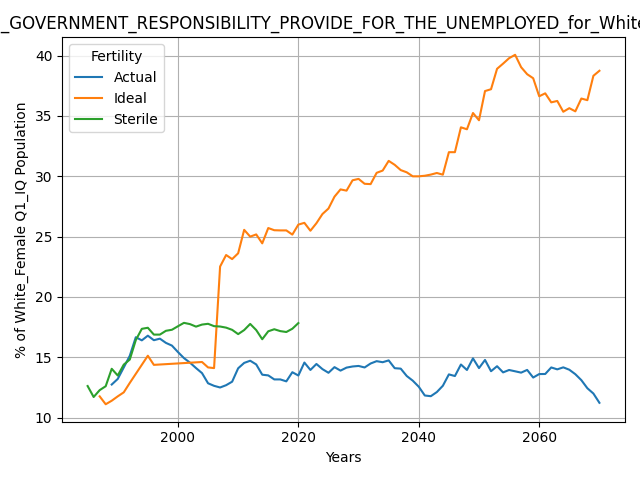 _GOVERNMENT_RESPONSIBILITY_PROVIDE_FOR_THE_UNEMPLOYED_for_White
Fertility
Actual
Ideal
Sterile
% of White_Female Q1_IQ Population
40
35
30
25
20
15
10
2000
2020
2040
2060
Years